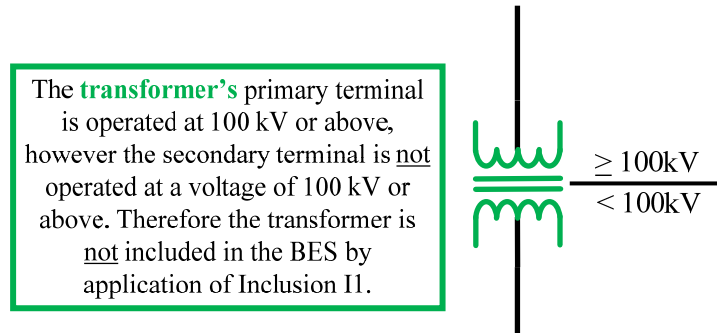 The transformer's primary terminal
is operated at 100 kV or above,
however the secondary terminal is not
operated at a voltage of 100 kV or
above. Therefore the transformer is
not included in the BES by
application of Inclusion I1.
≥ 100kV
< 100kV